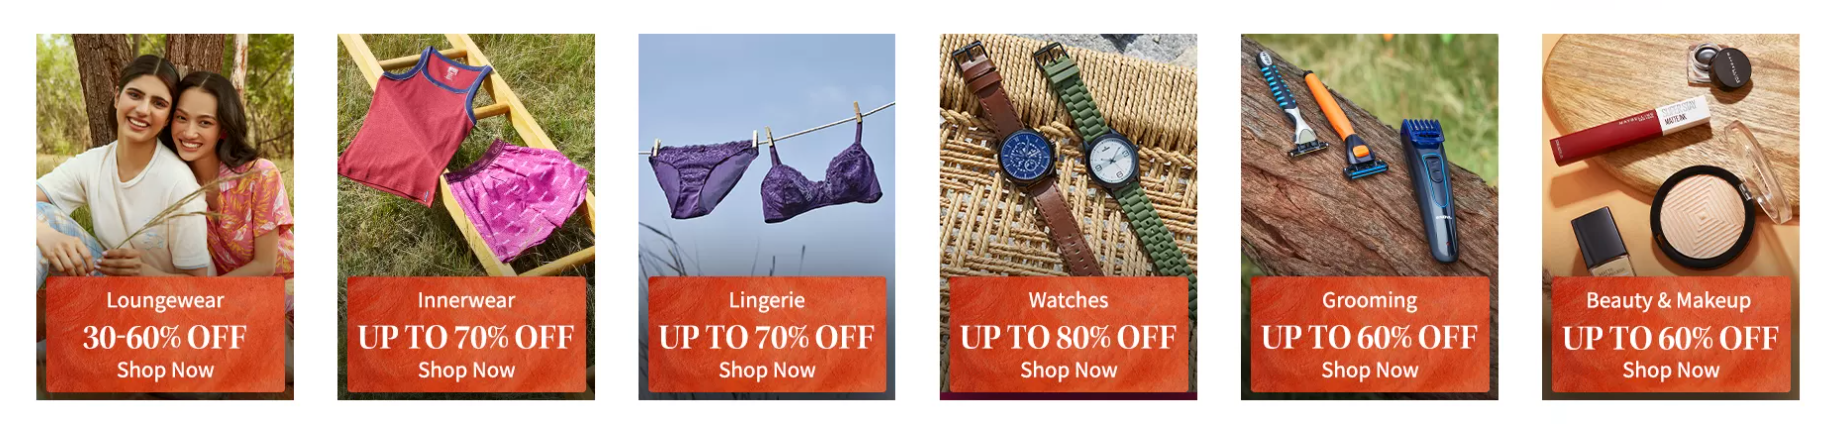 Loungewear
30-60% OFF
Shop Now
Innerwear
UP TO 70% OFF
Shop Now
Lingerie
UP TO 70% OFF
Shop Now
Watches
UP TO 80% OFF
Shop Now
Grooming
UP TO 60% OFF
Shop Now
MATTE INK
Beauty & Makeup
UP TO 60% OFF
Shop Now